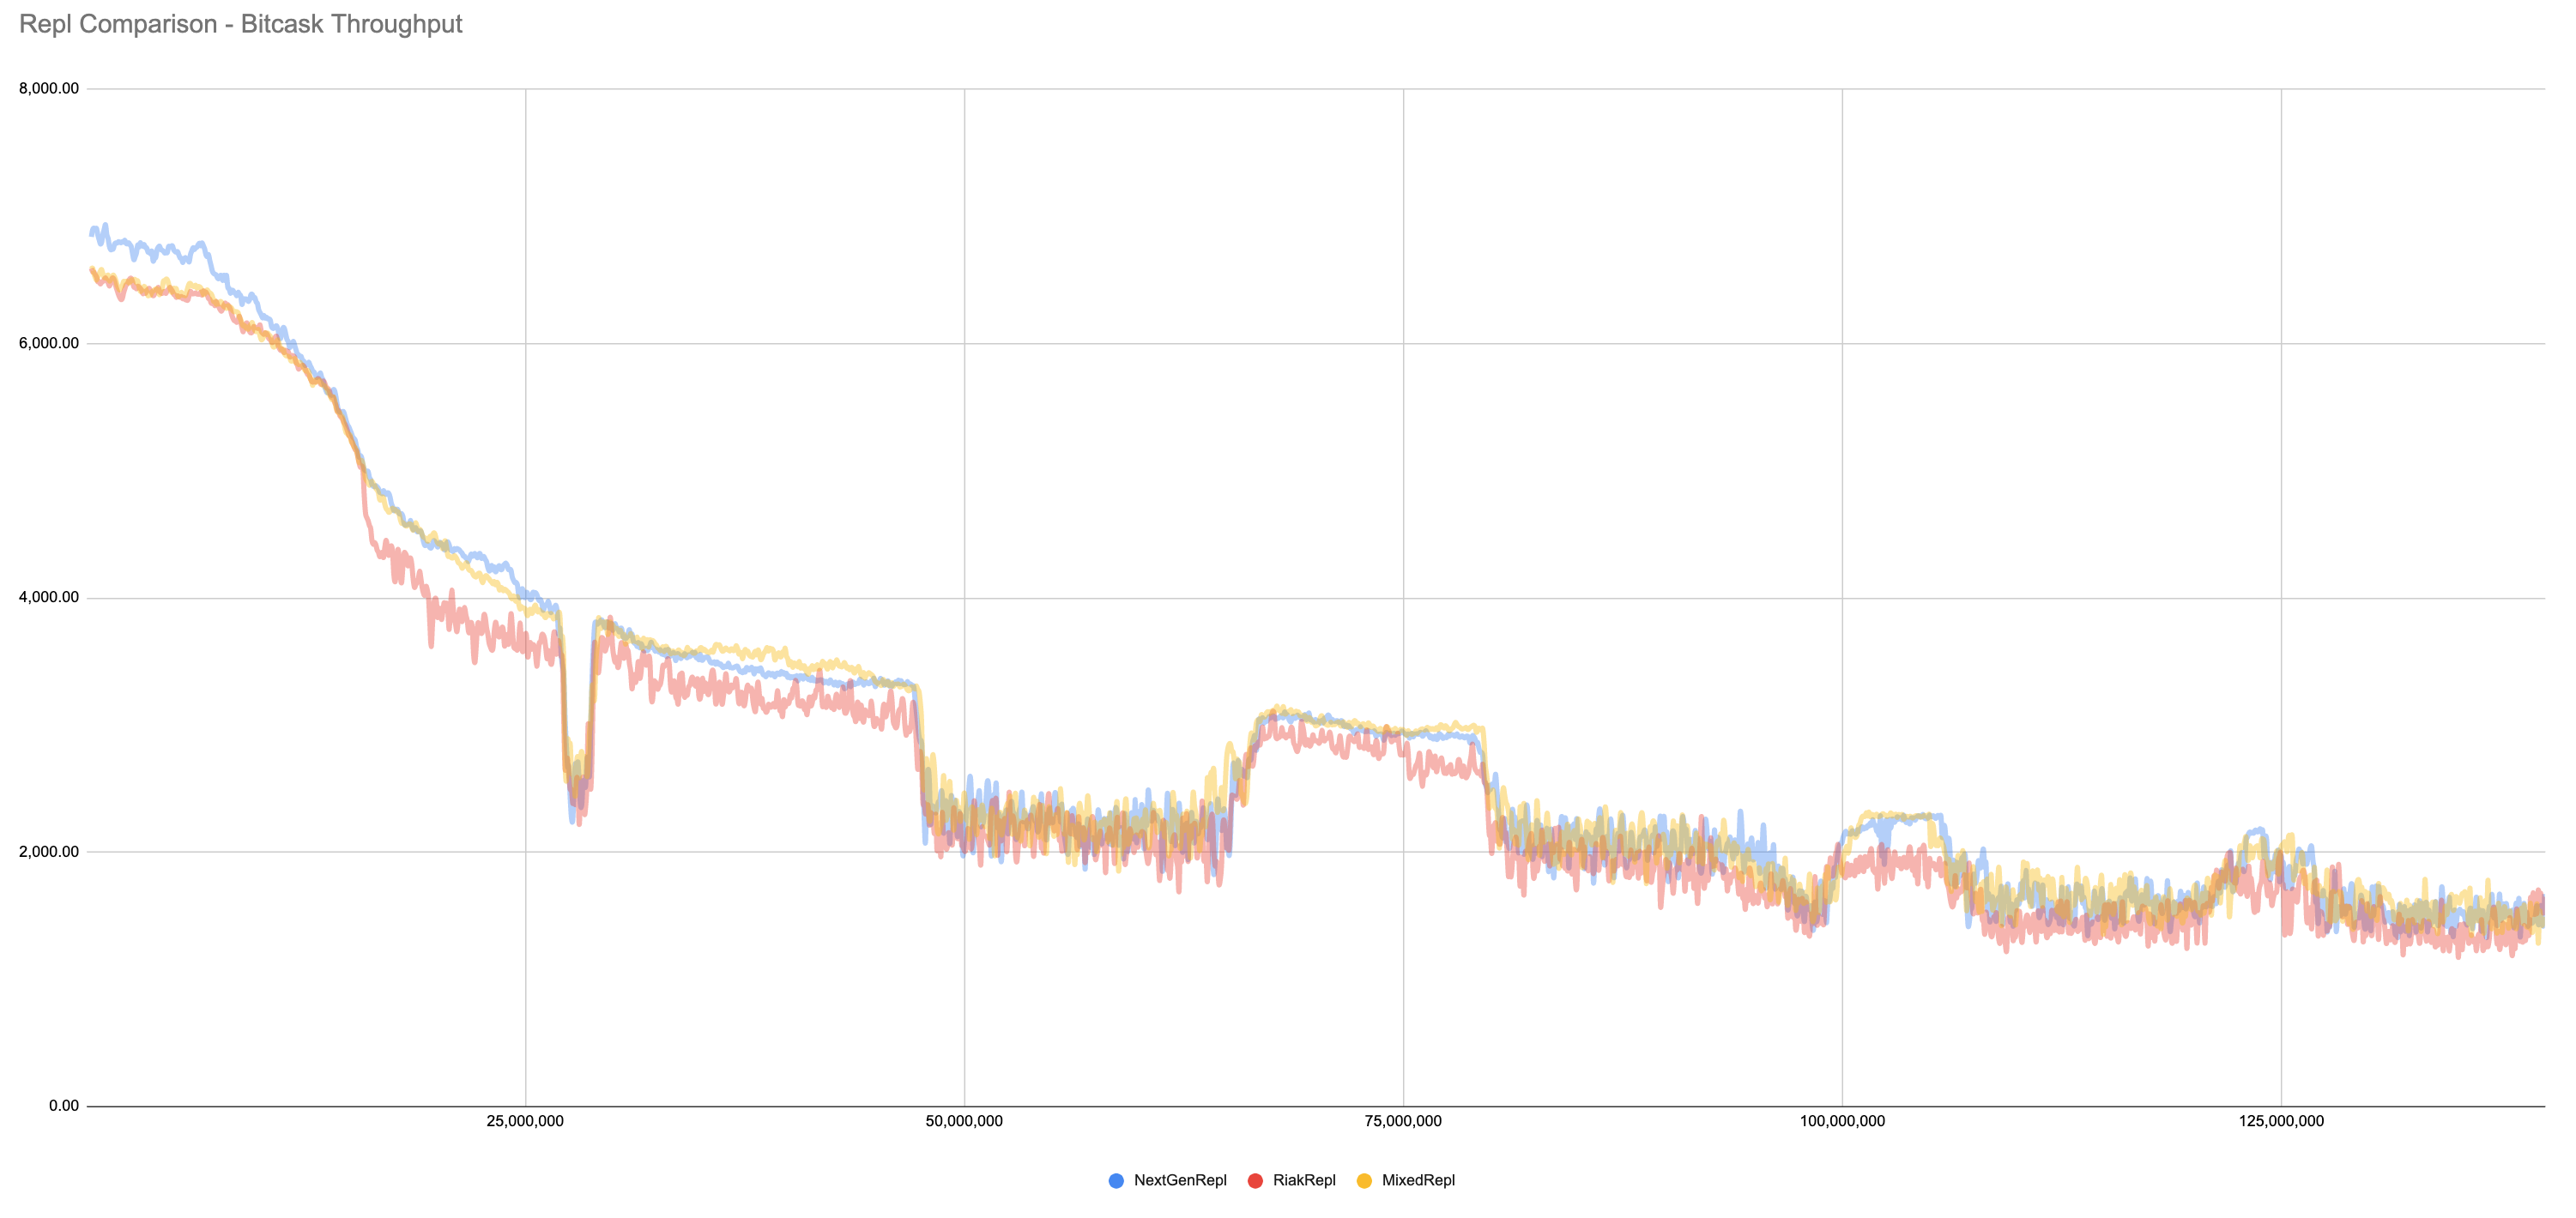 Repl Comparison - Bitcask Throughput
8,000.00
6,000.00
4,000.00
2,000.00
0.00
25,000,000 50,000,000 75,000,000 100,000,000 125,000,000
NextGenRepl RiakRepl MixedRepl